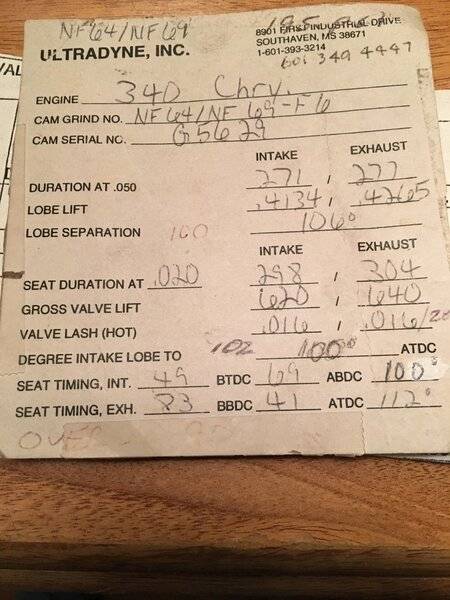 NF64/NF69
8901 FIRST INDUSTRIAL DRIVE
ULTRADYNE, INC. SOUTHAVEN, MS 38671
1-601-393-3214
601 349 4447
ENGINE 340 Chry.
CAM GRIND NO. NF64/NF69-F6
CAM SERIAL NO. G5629
INTAKE EXHAUST
DURATION AT .050 271 / 277
LOBE LIFT .4134 / .4265
LOBE SEPARATION 100 106°
INTAKE EXHAUST
SEAT DURATION AT .020 298 / 304
GROSS VALVE LIFT 620 / 640
VALVE LASH (HOT) .016 / .016/20
DEGREE INTAKE LOBE TO 102 100° ATDC
SEAT TIMING, INT. 49 BTDC 69 ABDC 100°
SEAT TIMING, EXH. 83 BBDC 41 ATDC 112°